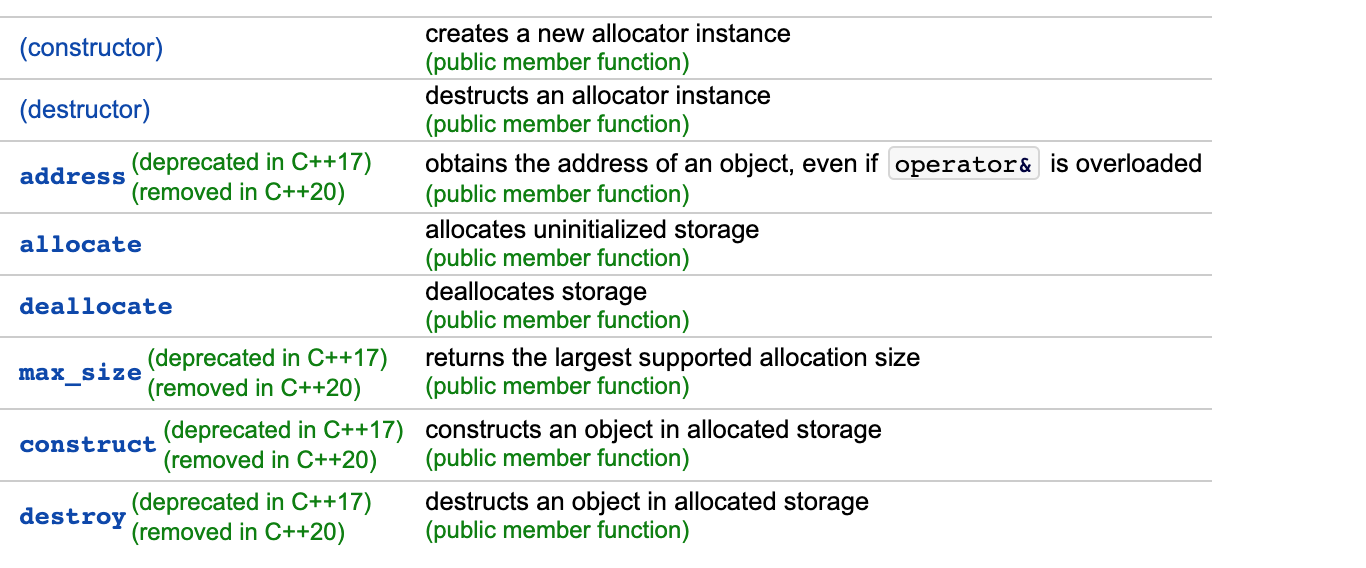 (constructor)
creates a new allocator instance
(public member function)
(destructor)
destructs an allocator instance
(public member function)
address (deprecated in C++17)
(removed in C++20)
obtains the address of an object, even if operator& is overloaded
(public member function)
allocate
allocates uninitialized storage
(public member function)
deallocate
deallocates storage
(public member function)
max_size (deprecated in C++17)
(removed in C++20)
returns the largest supported allocation size
(public member function)
construct (deprecated in C++17)
(removed in C++20)
constructs an object in allocated storage
(public member function)
destroy (deprecated in C++17)
(removed in C++20)
destructs an object in allocated storage
(public member function)